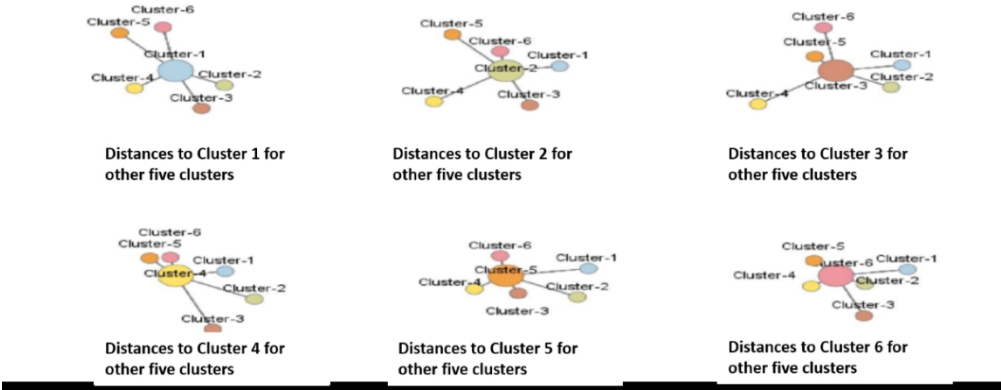 Cluster-6
Cluster-5
Cluster-1
Cluster-4
Cluster-2
Cluster-3
Distances to Cluster 1 for
other five clusters
Cluster-5
Cluster-6
Cluster-1
Cluster-2
Cluster-4
Cluster-3
Distances to Cluster 2 for
other five clusters
Cluster-6
Cluster-5
Cluster-1
Cluster-2
Cluster-3
Cluster-4
Distances to Cluster 3 for
other five clusters
Cluster-6
Cluster-5
Cluster-1
Cluster-4
Cluster-2
Cluster-3
Distances to Cluster 4 for
other five clusters
Cluster-6
Cluster-1
Cluster-5
Cluster-4
Cluster-2
Cluster-3
Distances to Cluster 5 for
other five clusters
Cluster-5
Cluster-6
Cluster-1
Cluster-4
Cluster-2
Cluster-3
Distances to Cluster 6 for
other five clusters